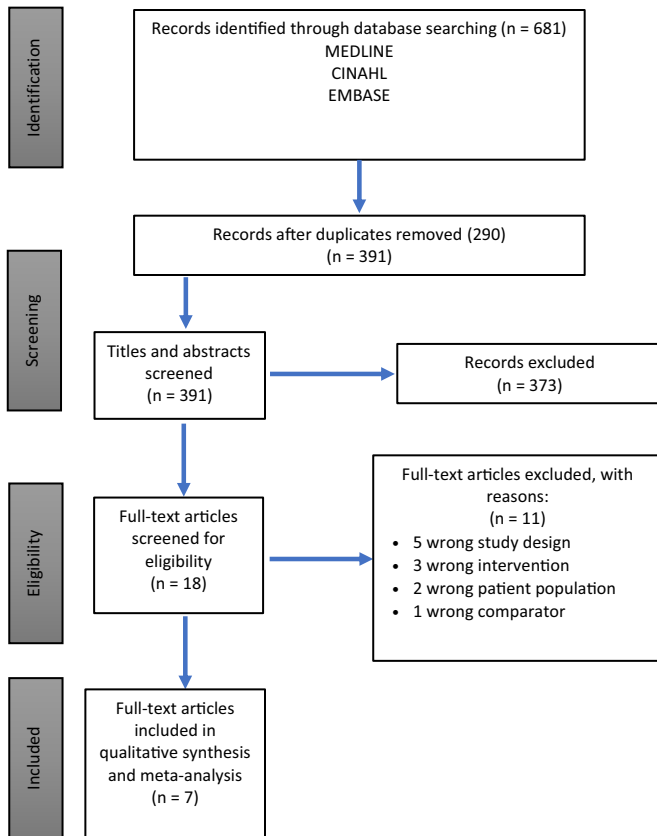 Identification
Records identified through database searching (n = 681)
MEDLINE
CINAHL
EMBASE
Records after duplicates removed (290)
(n = 391)
Screening
Titles and abstracts
screened
(n = 391)
Records excluded
(n = 373)
Eligibility
Full-text articles
screened for
eligibility
(n = 18)
Full-text articles excluded, with
reasons:
(n = 11)
• 5 wrong study design
• 3 wrong intervention
• 2 wrong patient population
• 1 wrong comparator
Included
Full-text articles
included in
qualitative synthesis
and meta-analysis
(n = 7)